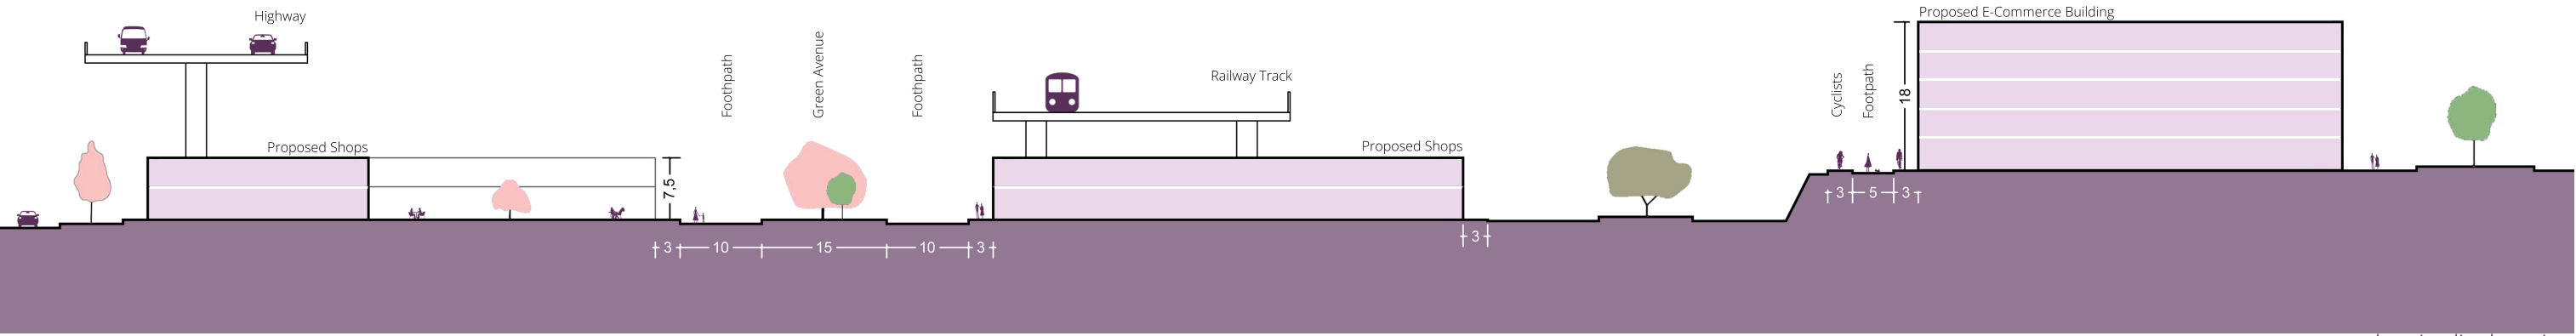 Highway
Proposed Shops
7,5
Foothpath
Green Avenue
Foothpath
3
10
15
10
3
Railway Track
Proposed Shops
3
Cyclists
Footpath
18
3
5
3
Proposed E-Commerce Building